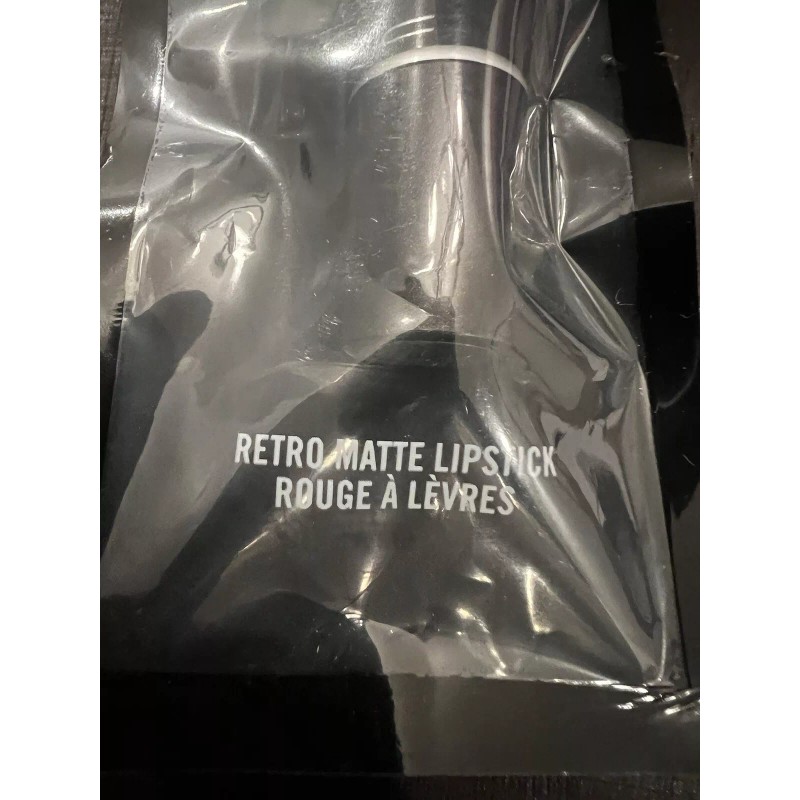 RETRO MATTE LIPSTICK
ROUGE À LÈVRES